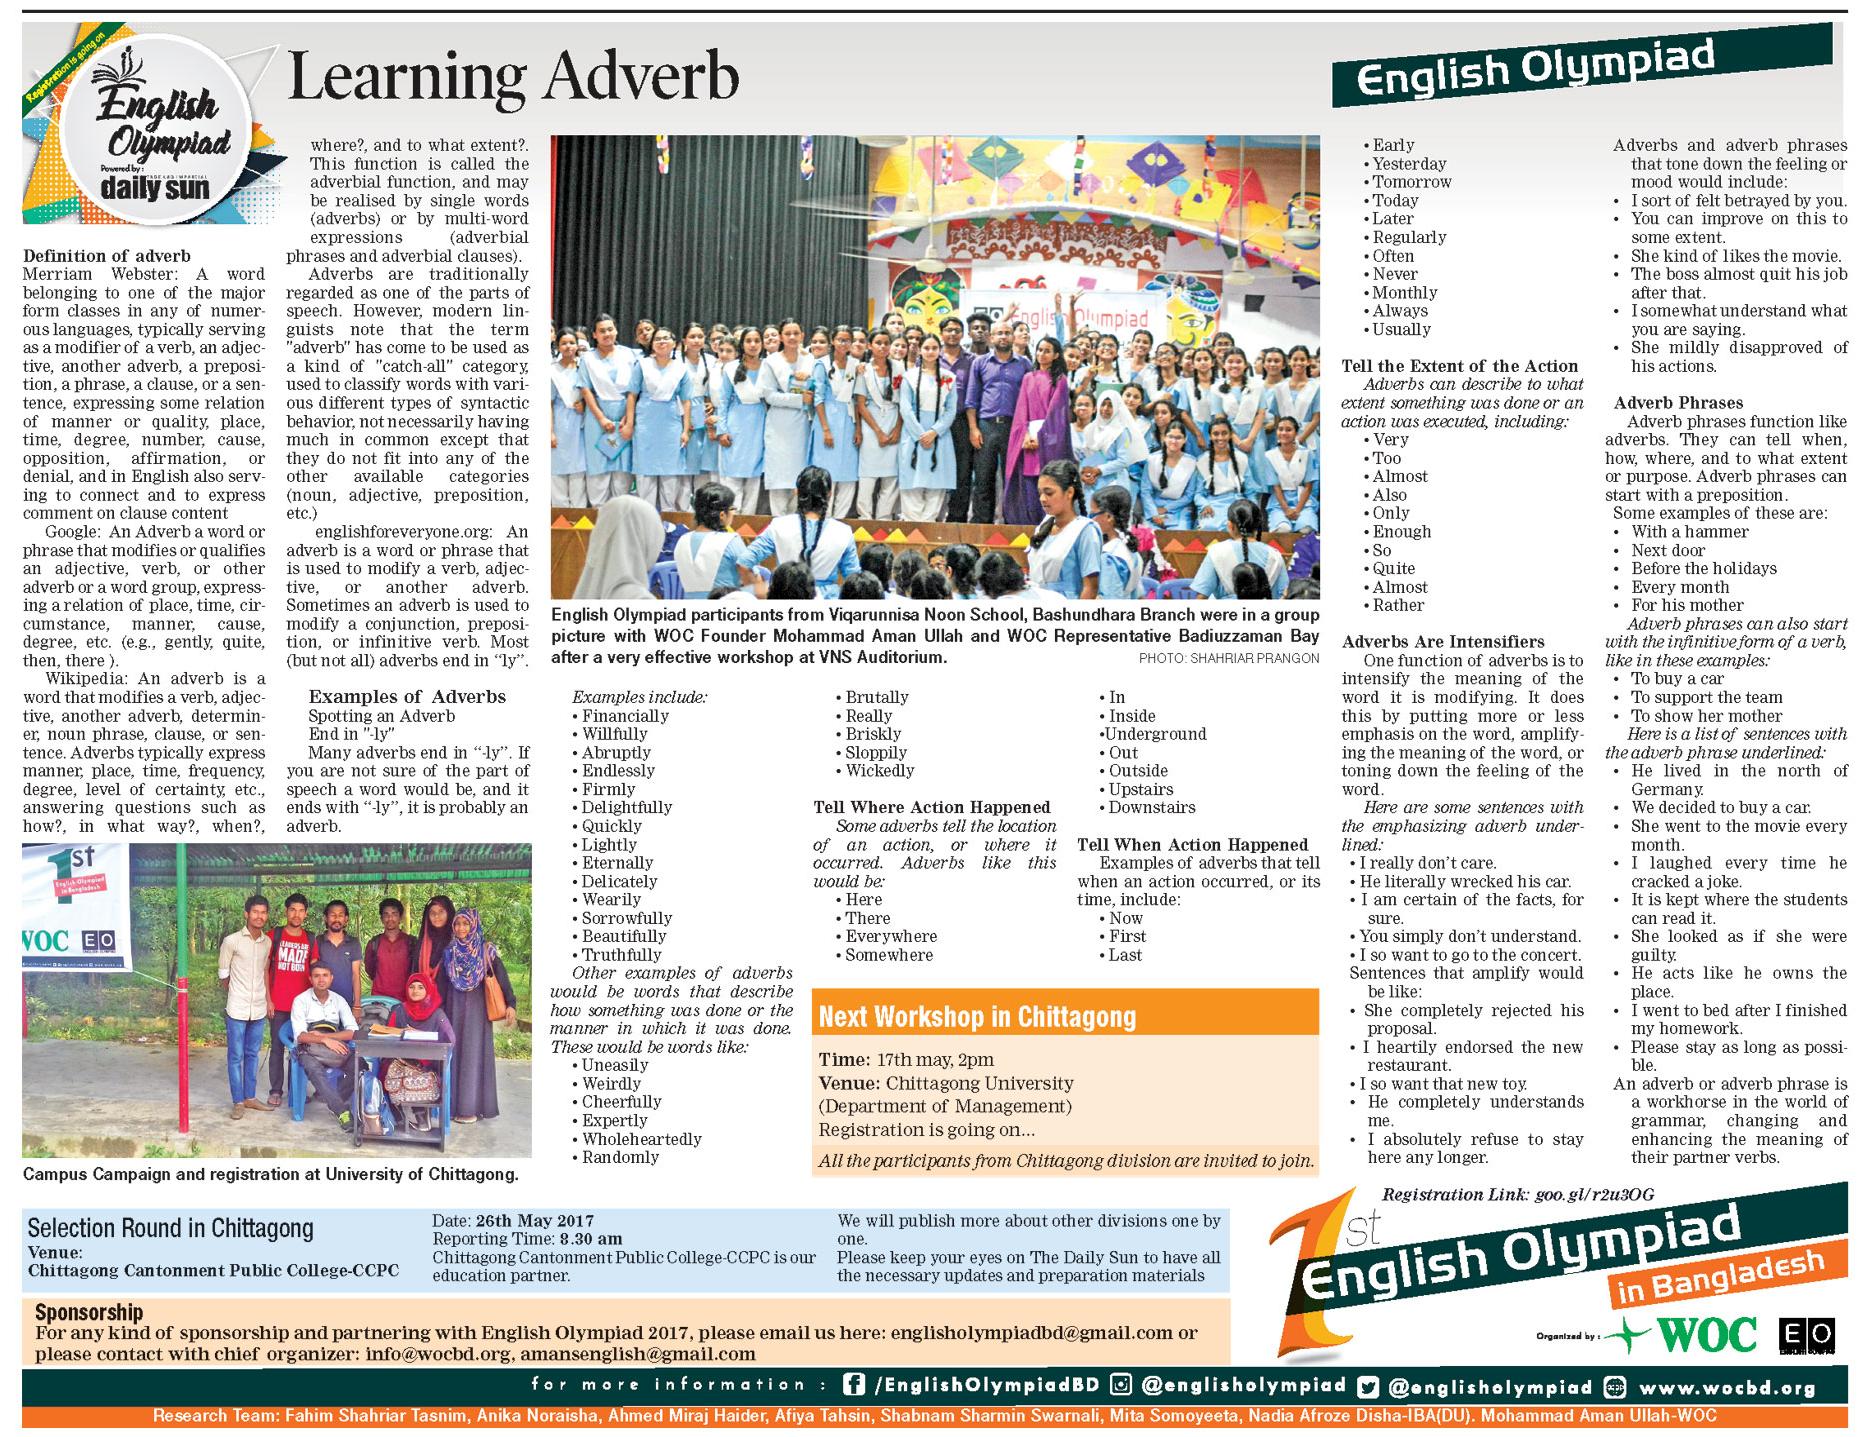 Registration is going on
English
Olympiad
Powered by :
daily sun
Learning Adverb
English Olympiad
Definition of adverb
Merriam Webster: A word
belonging to one of the major
form classes in any of numer-
ous languages, typically serving
as a modifier of a verb, an adjec-
tive, another adverb, a preposi-
tion, a phrase, a clause, or a sen-
tence, expressing some relation
of manner or quality, place,
time, degree, number, cause,
opposition, affirmation, or
denial, and in English also serv-
ing to connect and to express
comment on clause content
Google: An Adverb a word or
phrase that modifies or qualifies
an adjective, verb, or other
adverb or a word group, express-
ing a relation of place, time, cir-
cumstance, manner, cause,
degree, etc. (e.g., gently, quite,
then, there ).
Wikipedia: An adverb is a
word that modifies a verb, adjec-
tive, another adverb, determin-
er, noun phrase, clause, or sen-
tence. Adverbs typically express
manner, place, time, frequency,
degree, level of certainty, etc.,
answering questions such as
how?, in what way?, when?,
where?, and to what extent?.
This function is called the
adverbial function, and may
be realised by single words
(adverbs) or by multi-word
expressions (adverbial
phrases and adverbial clauses).
Adverbs are traditionally
regarded as one of the parts of
speech. However, modern lin-
guists note that the term
"adverb" has come to be used as
a kind of "catch-all" category,
used to classify words with vari-
ous different types of syntactic
behavior, not necessarily having
much in common except that
they do not fit into any of the
other available categories
(noun, adjective, preposition,
etc.)
englishforeveryone.org: An
adverb is a word or phrase that
is used to modify a verb, adjec-
tive, or another adverb.
Sometimes an adverb is used to
modify a conjunction, preposi-
tion, or infinitive verb. Most
(but not all) adverbs end in “ly”.
Examples of Adverbs
Spotting an Adverb
End in "-ly"
Many adverbs end in “-ly”. If
you are not sure of the part of
speech a word would be, and it
ends with “-ly”, it is probably an
adverb.
1st
English Olympiad
in Bangladesh
WOC EO
Campus Campaign and registration at University of Chittagong.
English Olympiad
English Olympiad participants from Viqarunnisa Noon School, Bashundhara Branch were in a group
picture with WOC Founder Mohammad Aman Ullah and WOC Representative Badiuzzaman Bay
after a very effective workshop at VNS Auditorium.
PHOTO: SHAHRIAR PRANGON
Examples include:
• Financially
• Willfully
• Abruptly
• Endlessly
• Firmly
• Delightfully
• Quickly
• Lightly
• Eternally
• Delicately
• Wearily
• Sorrowfully
• Beautifully
• Truthfully
Other examples of adverbs
would be words that describe
how something was done or the
manner in which it was done.
These would be words like:
• Uneasily
• Weirdly
• Cheerfully
• Expertly
• Wholeheartedly
• Randomly
• Brutally
• Really
• Briskly
• Sloppily
• Wickedly
Tell Where Action Happened
Some adverbs tell the location
of an action, or where it
occurred. Adverbs like this
would be:
• Here
• There
• Everywhere
• Somewhere
• In
• Inside
•Underground
• Out
• Outside
• Upstairs
• Downstairs
Tell When Action Happened
Examples of adverbs that tell
when an action occurred, or its
time, include:
• Now
• First
• Last
Next Workshop in Chittagong
Time: 17th may, 2pm
Venue: Chittagong University
(Department of Management)
Registration is going on...
All the participants from Chittagong division are invited to join.
• Early
• Yesterday
• Tomorrow
• Today
• Later
• Regularly
• Often
• Never
• Monthly
• Always
• Usually
Tell the Extent of the Action
Adverbs can describe to what
extent something was done or an
action was executed, including:
• Very
• Too
• Almost
• Also
• Only
• Enough
• So
• Quite
• Almost
• Rather
Adverbs Are Intensifiers
One function of adverbs is to
intensify the meaning of the
word it is modifying. It does
this by putting more or less
emphasis on the word, amplify-
ing the meaning of the word, or
toning down the feeling of the
word.
Here are some sentences with
the emphasizing adverb under-
lined:
• I really don’t care.
• He literally wrecked his car.
• I am certain of the facts, for
sure.
• You simply don’t understand.
• I so want to go to the concert.
Sentences that amplify would
be like:
• She completely rejected his
proposal.
• I heartily endorsed the new
restaurant.
• I so want that new toy.
• He completely understands
me.
• I absolutely refuse to stay
here any longer.
Adverbs and adverb phrases
that tone down the feeling or
mood would include:
• I sort of felt betrayed by you.
• You can improve on this to
some extent.
• She kind of likes the movie.
• The boss almost quit his job
after that.
• I somewhat understand what
you are saying.
• She mildly disapproved of
his actions.
Adverb Phrases
Adverb phrases function like
adverbs. They can tell when,
how, where, and to what extent
or purpose. Adverb phrases can
start with a preposition.
Some examples of these are:
• With a hammer
• Next door
• Before the holidays
• Every month
• For his mother
Adverb phrases can also start
with the infinitive form of a verb,
like in these examples:
• To buy a car
• To support the team
• To show her mother
Here is a list of sentences with
the adverb phrase underlined:
• He lived in the north of
Germany.
• We decided to buy a car.
• She went to the movie every
month.
• I laughed every time he
cracked a joke.
• It is kept where the students
can read it.
• She looked as if she were
guilty.
• He acts like he owns the
place.
• I went to bed after I finished
my homework.
• Please stay as long as possi-
ble.
An adverb or adverb phrase is
a workhorse in the world of
grammar, changing and
enhancing the meaning of
their partner verbs.
Selection Round in Chittagong
Venue:
Chittagong Cantonment Public College-CCPC
Date: 26th May 2017
Reporting Time: 8.30 am
Chittagong Cantonment Public College-CCPC is our
education partner.
We will publish more about other divisions one by
one.
Please keep your eyes on The Daily Sun to have all
the necessary updates and preparation materials
Sponsorship
For any kind of sponsorship and partnering with English Olympiad 2017, please email us here: englisholympiadbd@gmail.com or
please contact with chief organizer: info@wocbd.org, amansenglish@gmail.com
Registration Link: goo.gl/r2u3OG
1st
English Olympiad
in Bangladesh
Organized by : WOC EO
for more information : /EnglishOlympiadBD @englisholympiad @englisholympiad www.wocbd.org
Research Team: Fahim Shahriar Tasnim, Anika Noraisha, Ahmed Miraj Haider, Afiya Tahsin, Shabnam Sharmin Swarnali, Mita Somoyeeta, Nadia Afroze Disha-IBA(DU). Mohammad Aman Ullah-WOC